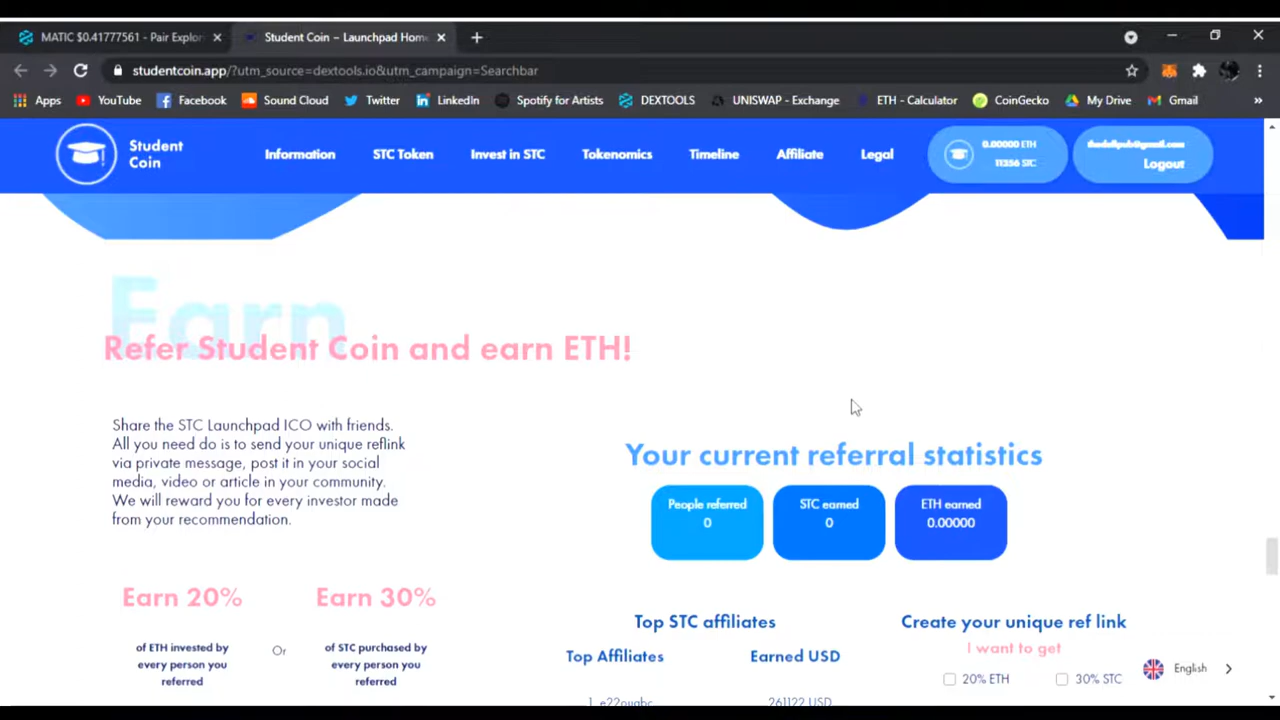 MATIC $0.41777561 - Pair Explor
Student Coin – Launchpad Hom
studentcoin.app/?utm_source=dextools.io&utm_campaign=Searchbar
Apps YouTube Facebook Sound Cloud Twitter LinkedIn Spotify for Artists DEXTOOLS UNISWAP - Exchange ETH - Calculator CoinGecko My Drive Gmail »
Student
Coin
Information STC Token Invest in STC Tokenomics Timeline Affiliate Legal
0.00000 ETH
11356 STC
Logout
Earn
Refer Student Coin and earn ETH!
Share the STC Launchpad ICO with friends.
All you need do is to send your unique reflink
via private message, post it in your social
media, video or article in your community.
We will reward you for every investor made
from your recommendation.
Earn 20%
of ETH invested by
every person you
referred
Or
Earn 30%
of STC purchased by
every person you
referred
Your current referral statistics
People referred
0
STC earned
0
ETH earned
0.00000
Top STC affiliates
Top Affiliates Earned USD
261122 USD
Create your unique ref link
I want to get
20% ETH 30% STC
English